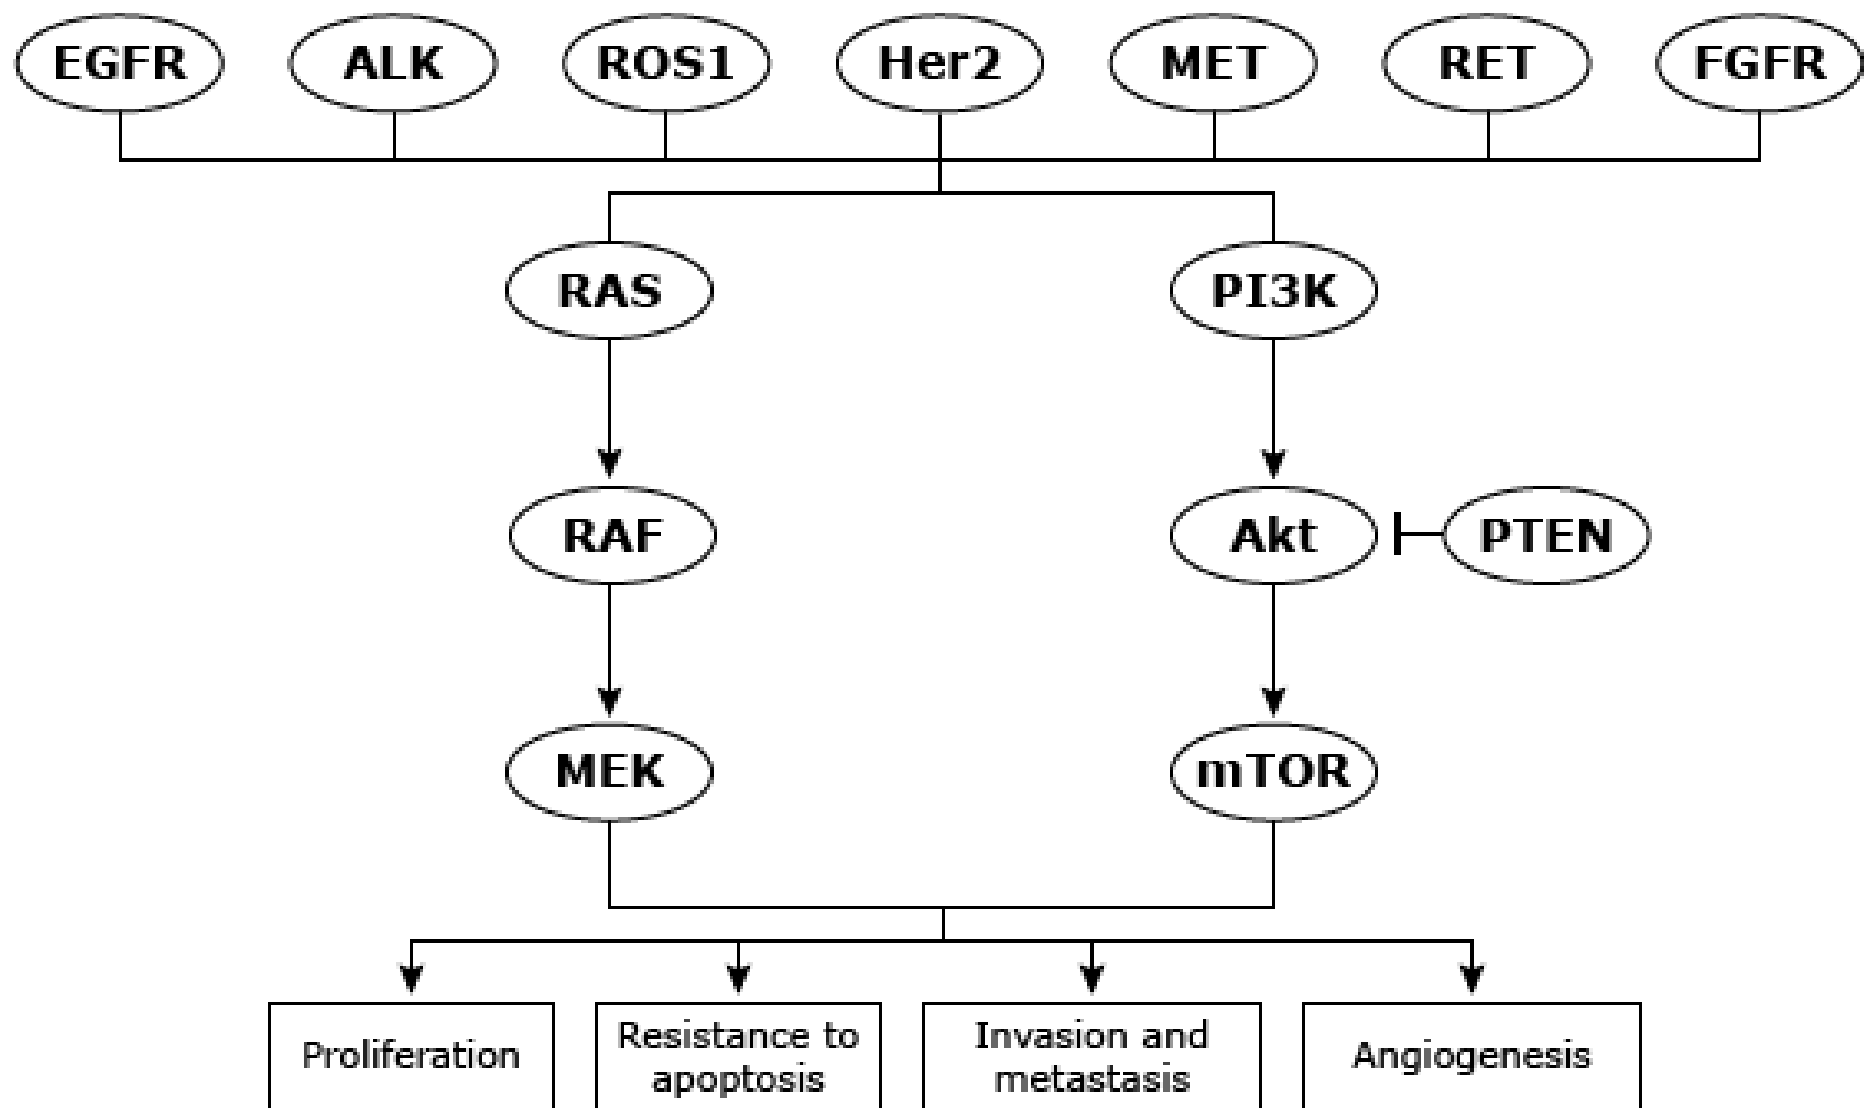 EGFR
ALK
ROS1
Her2
MET
RET
FGFR
RAS
PI3K
RAF
Akt
PTEN
MEK
mTOR
Proliferation
Resistance to
apoptosis
Invasion and
metastasis
Angiogenesis